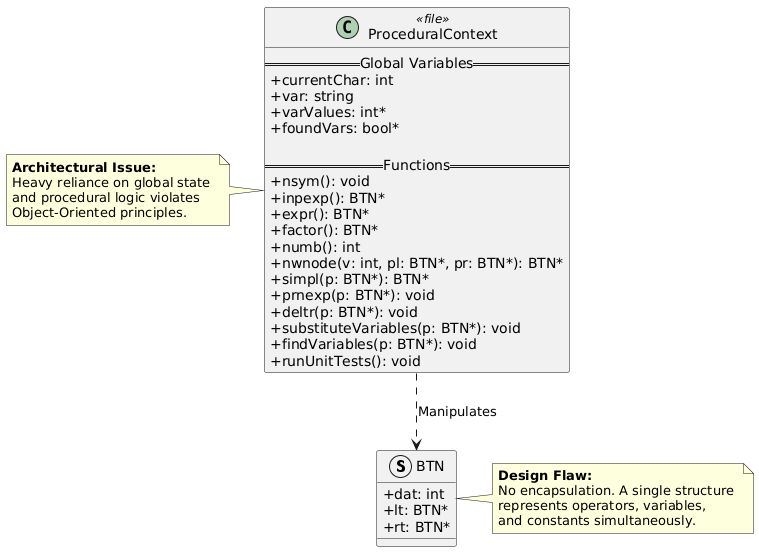 C
«file»
ProceduralContext
Global Variables
+currentChar: int
+var: string
+varValues: int*
+foundVars: bool*
Functions
+nsym(): void
+inpexp(): BTN*
+expr(): BTN*
+factor(): BTN*
+numb(): int
+nwnode(v: int, pl: BTN*, pr: BTN*): BTN*
+simpl(p: BTN*): BTN*
+prnexp(p: BTN*): void
+deltr(p: BTN*): void
+substituteVariables(p: BTN*): void
+findVariables(p: BTN*): void
+runUnitTests(): void
Architectural Issue:
Heavy reliance on global state
and procedural logic violates
Object-Oriented principles.
Manipulates
S BTN
+dat: int
+lt: BTN*
+rt: BTN*
Design Flaw:
No encapsulation. A single structure
represents operators, variables,
and constants simultaneously.